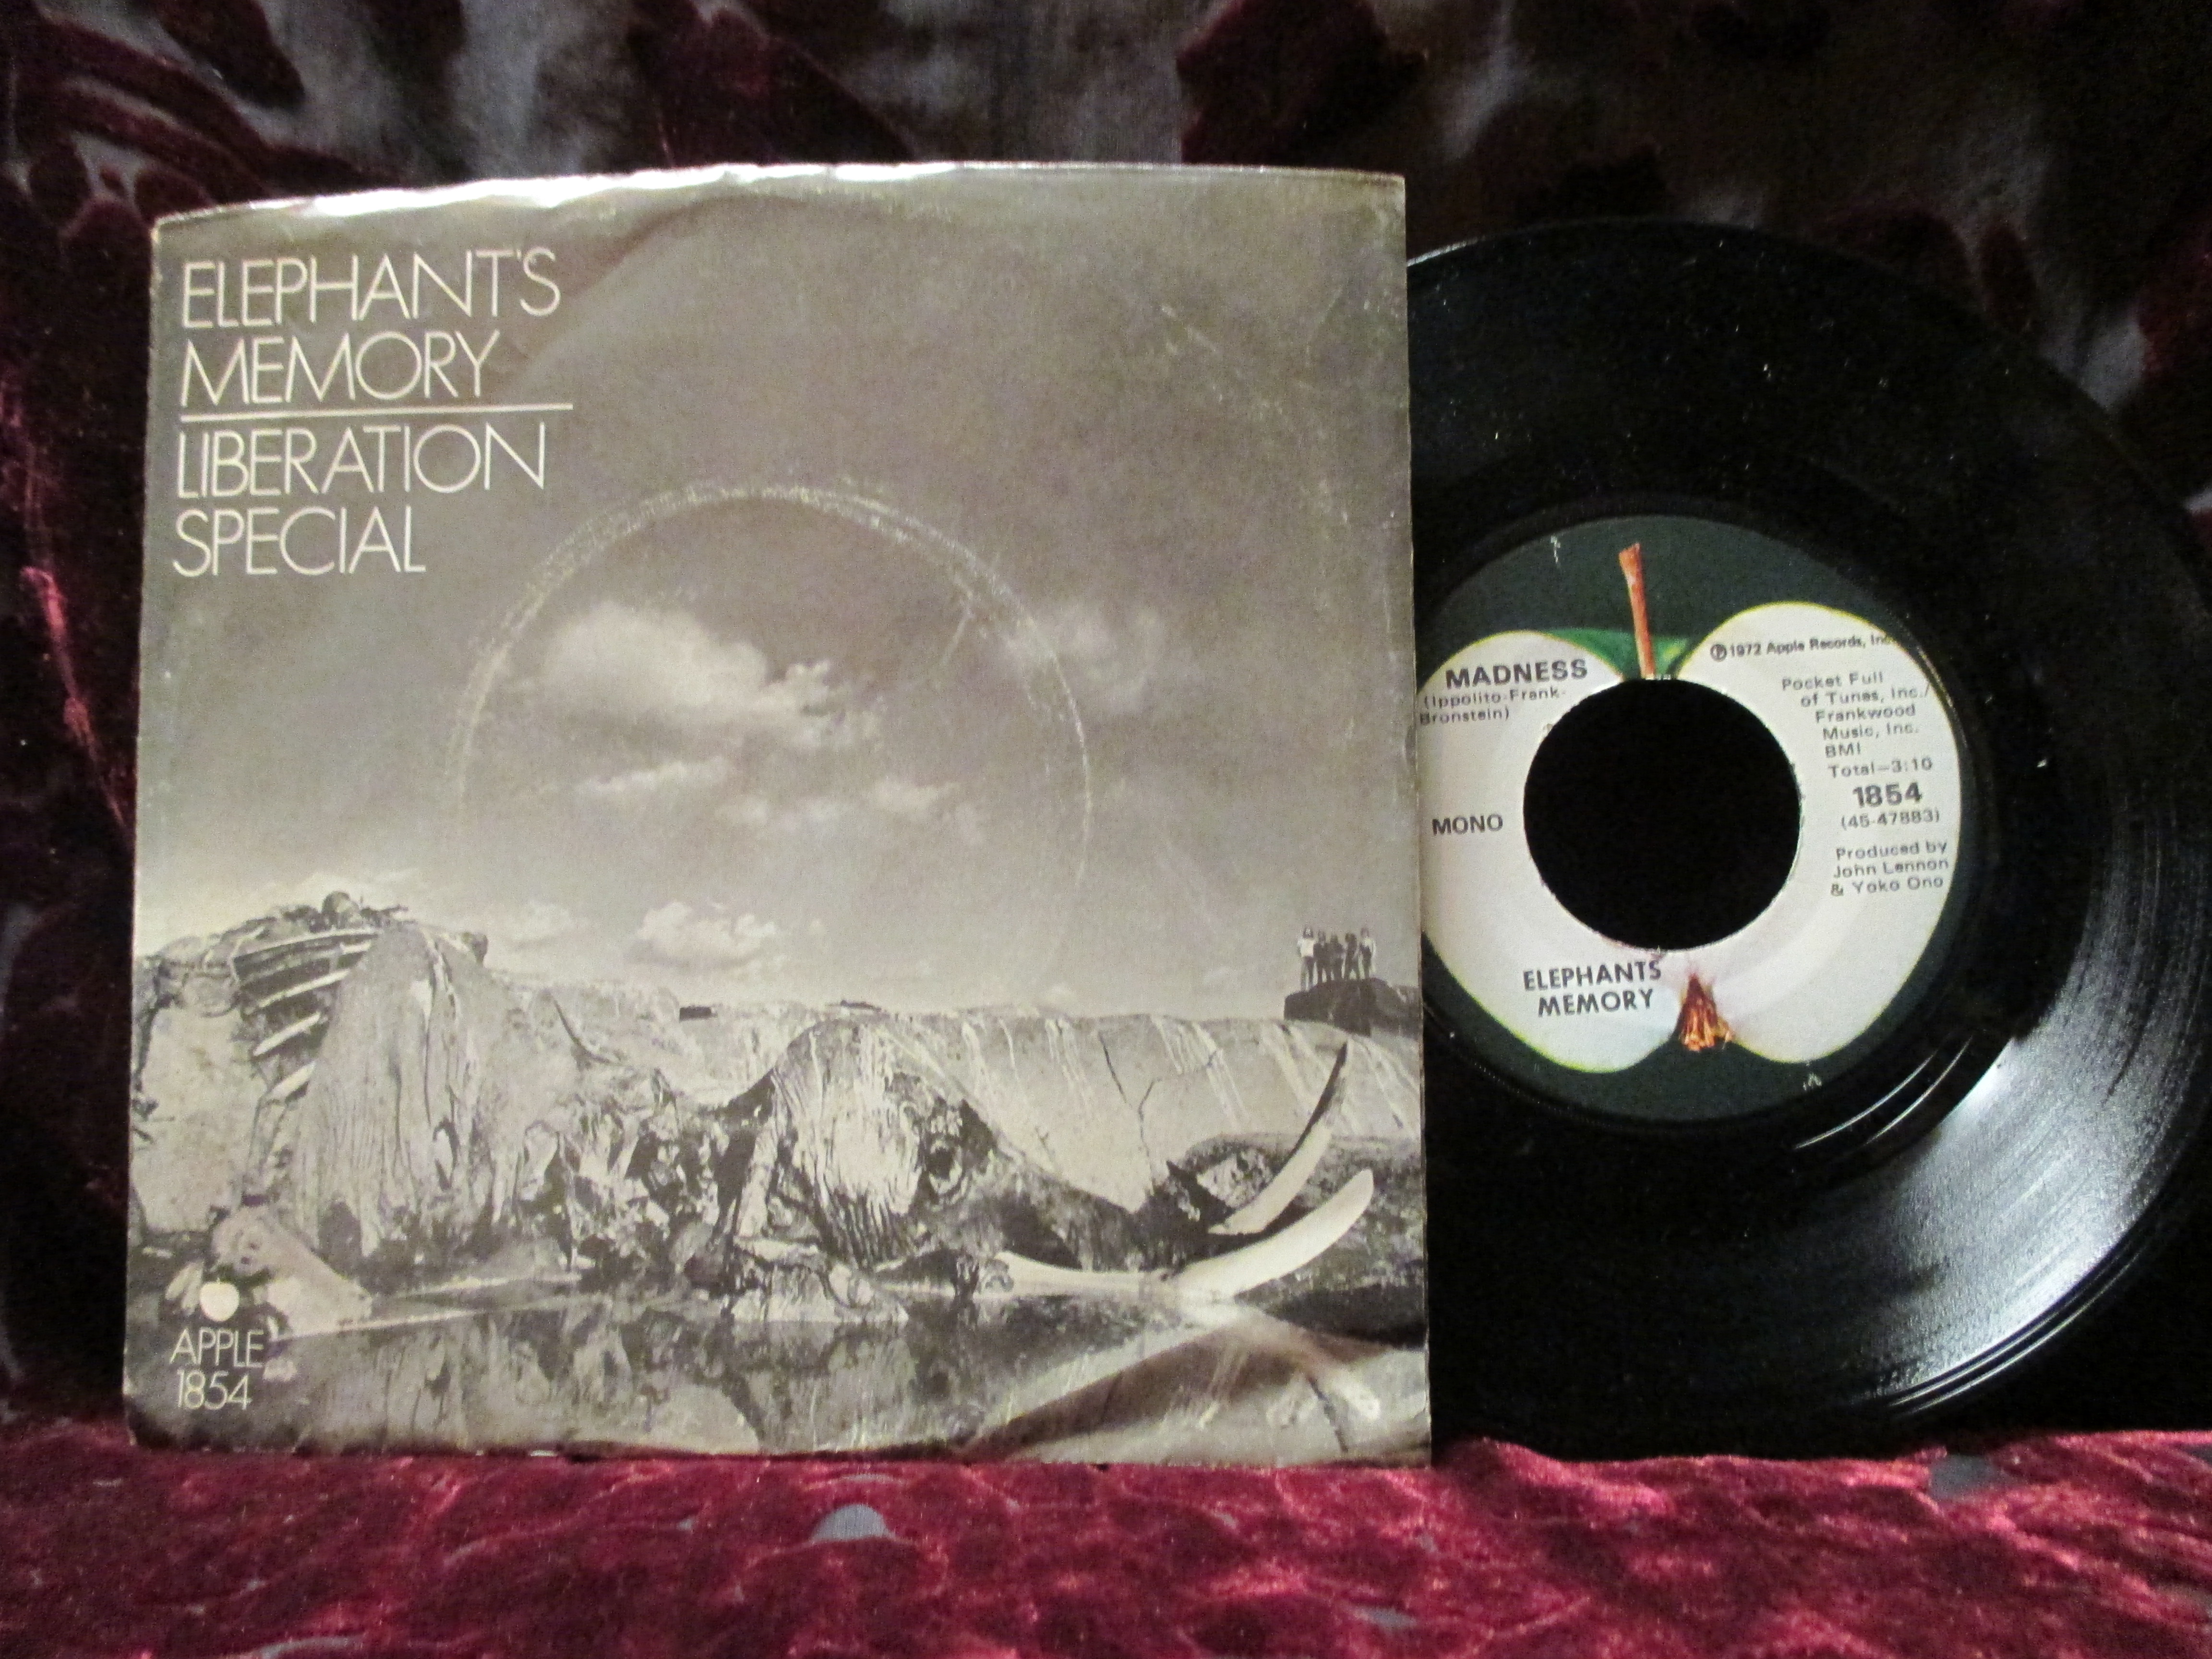 ELEPHANT'S
MEMORY
LIBERATION
SPECIAL
APPLE
1854
MADNESS
(Ippolito-Frank-
Bronstein)
MONO
ELEPHANTS
MEMORY
Ⓟ1972 Apple Records, Inc.
Pocket Full
of Tunes, Inc./
Frankwood
Music, Inc.
BMI
Total—3:10
1854
(45-47883)
Produced by
John Lennon
& Yoko Ono